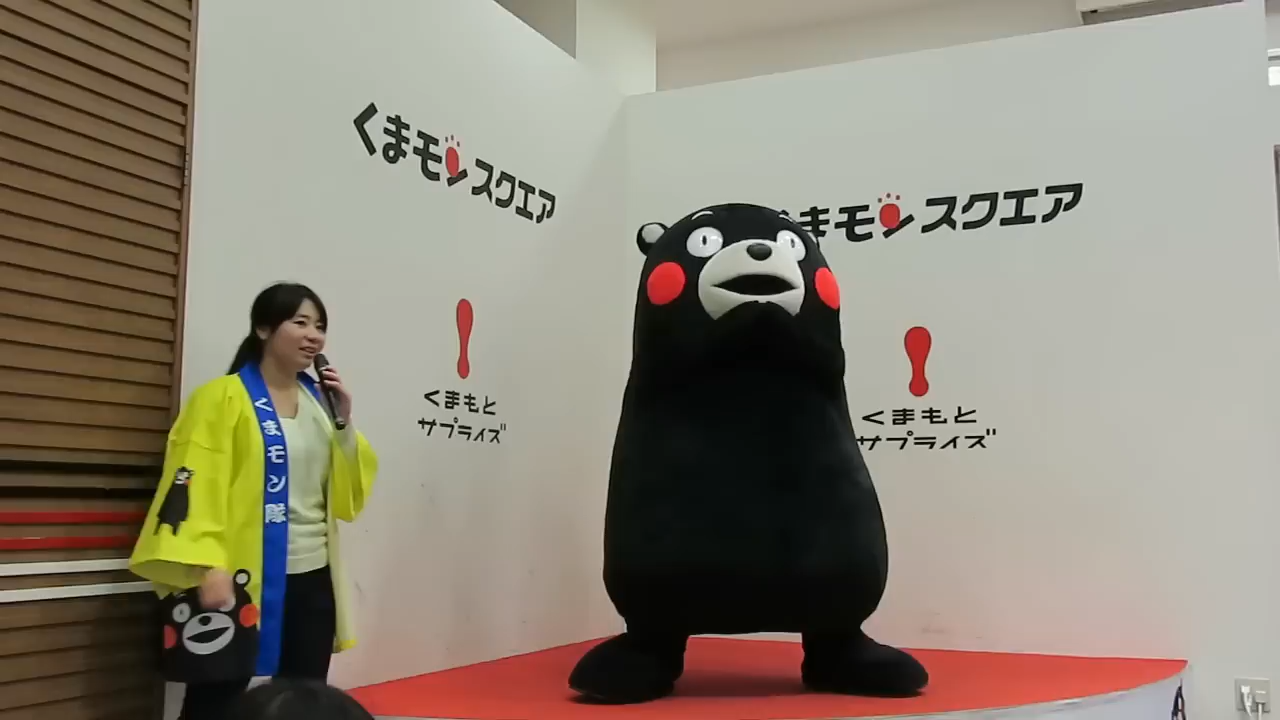 くまモンスクエア
くまもと
サプライズ
まモンスクエア
くまもと
サプライズ
くまモン隊